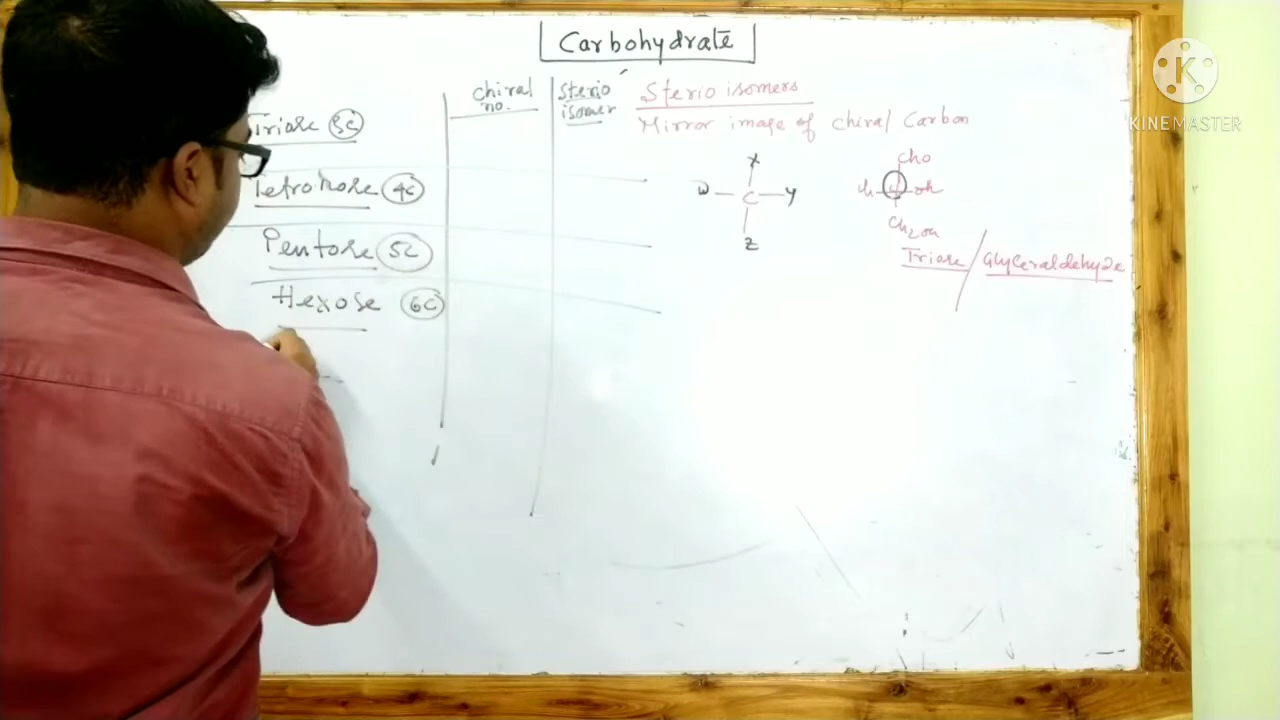 Carbohydrate
chiral no.
Sterio isomer
Triose 3C
Tetrose 4C
Pentose 5C
Hexose 6C
Sterio isomers
Mirror image of chiral Carbon
X
W C Y
Z
CHO
H C OH
CH2OH
Triose / Glyceraldehyde
K
KINEMASTER